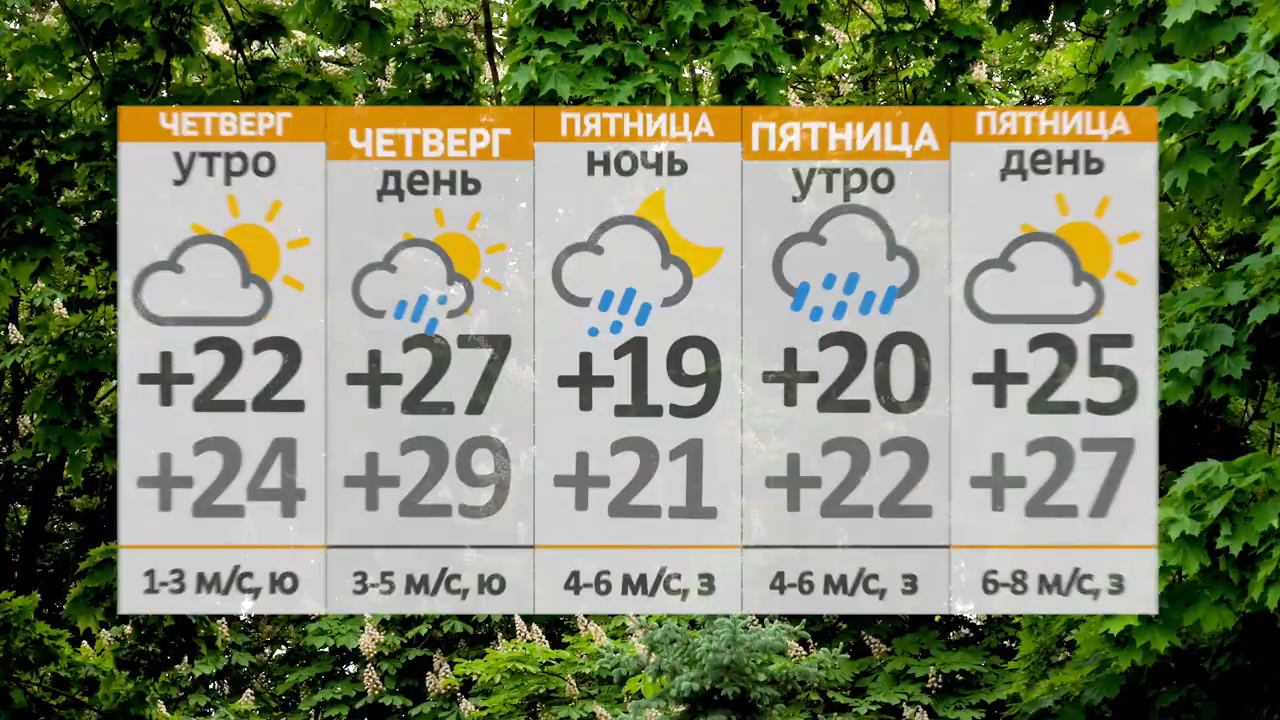 ЧЕТВЕРГ
утро
+22
+24
1-3 м/с, ю
ЧЕТВЕРГ
день
+27
+29
3-5 м/с, ю
ПЯТНИЦА
ночь
+19
+21
4-6 м/с, з
ПЯТНИЦА
утро
+20
+22
4-6 м/с, з
ПЯТНИЦА
день
+25
+27
6-8 м/с, з